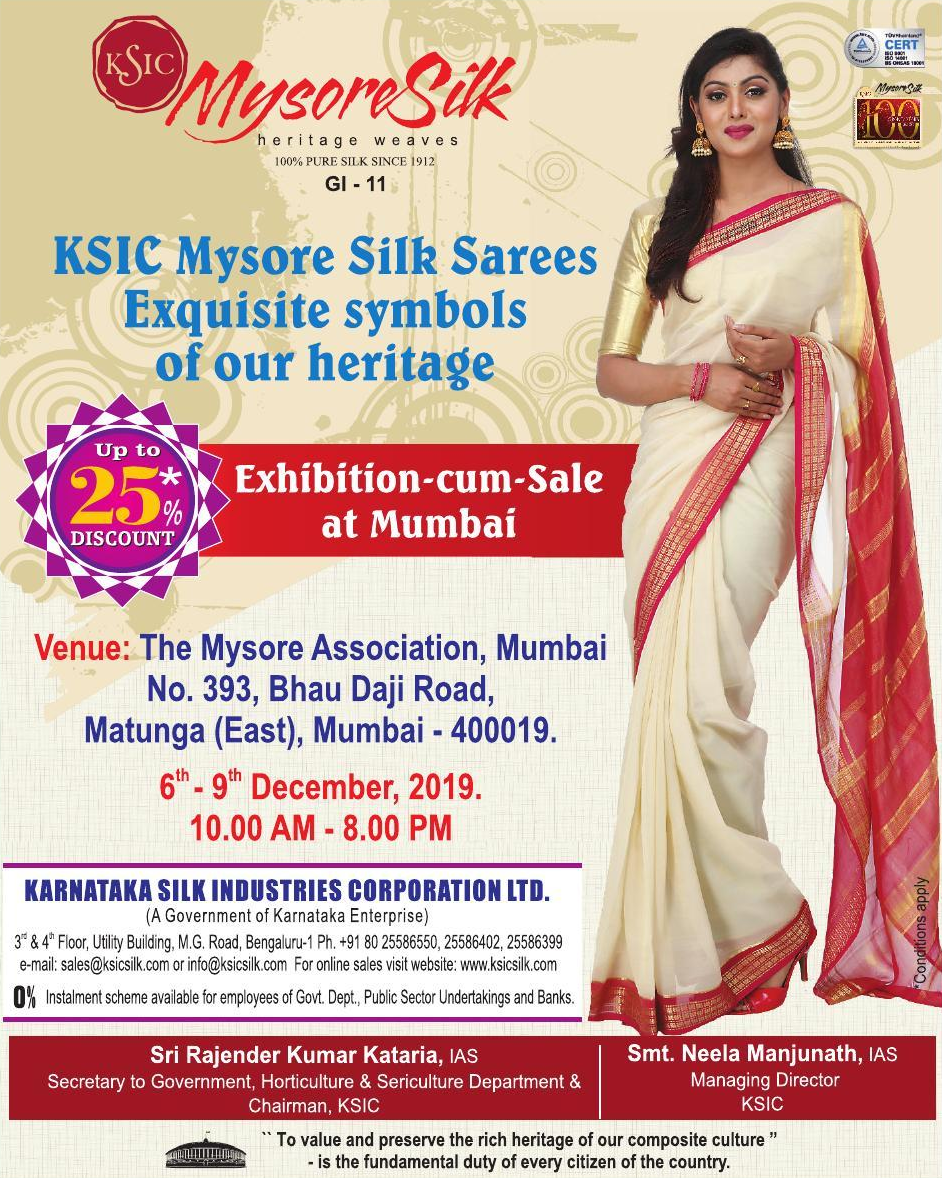 KSIC
Mysore Silk
heritage weaves
100% PURE SILK SINCE 1912
GI - 11
TÜVRheinland
CERT
ISO 9001
ISO 14001
Mysore Silk
100
KSIC Mysore Silk Sarees
Exquisite symbols
of our heritage
Up to
25*%
DISCOUNT
Exhibition-cum-Sale
at Mumbai
Venue: The Mysore Association, Mumbai
No. 393, Bhau Daji Road,
Matunga (East), Mumbai - 400019.
6th - 9th December, 2019.
10.00 AM - 8.00 PM
*Conditions apply
KARNATAKA SILK INDUSTRIES CORPORATION LTD.
(A Government of Karnataka Enterprise)
3rd & 4th Floor, Utility Building, M.G. Road, Bengaluru-1 Ph. +91 80 25586550, 25586402, 25586399
e-mail: sales@ksicsilk.com or info@ksicsilk.com For online sales visit website: www.ksicsilk.com
0% Instalment scheme available for employees of Govt. Dept., Public Sector Undertakings and Banks.
Sri Rajender Kumar Kataria, IAS
Secretary to Government, Horticulture & Sericulture Department &
Chairman, KSIC
Smt. Neela Manjunath, IAS
Managing Director
KSIC
`` To value and preserve the rich heritage of our composite culture ”
- is the fundamental duty of every citizen of the country.